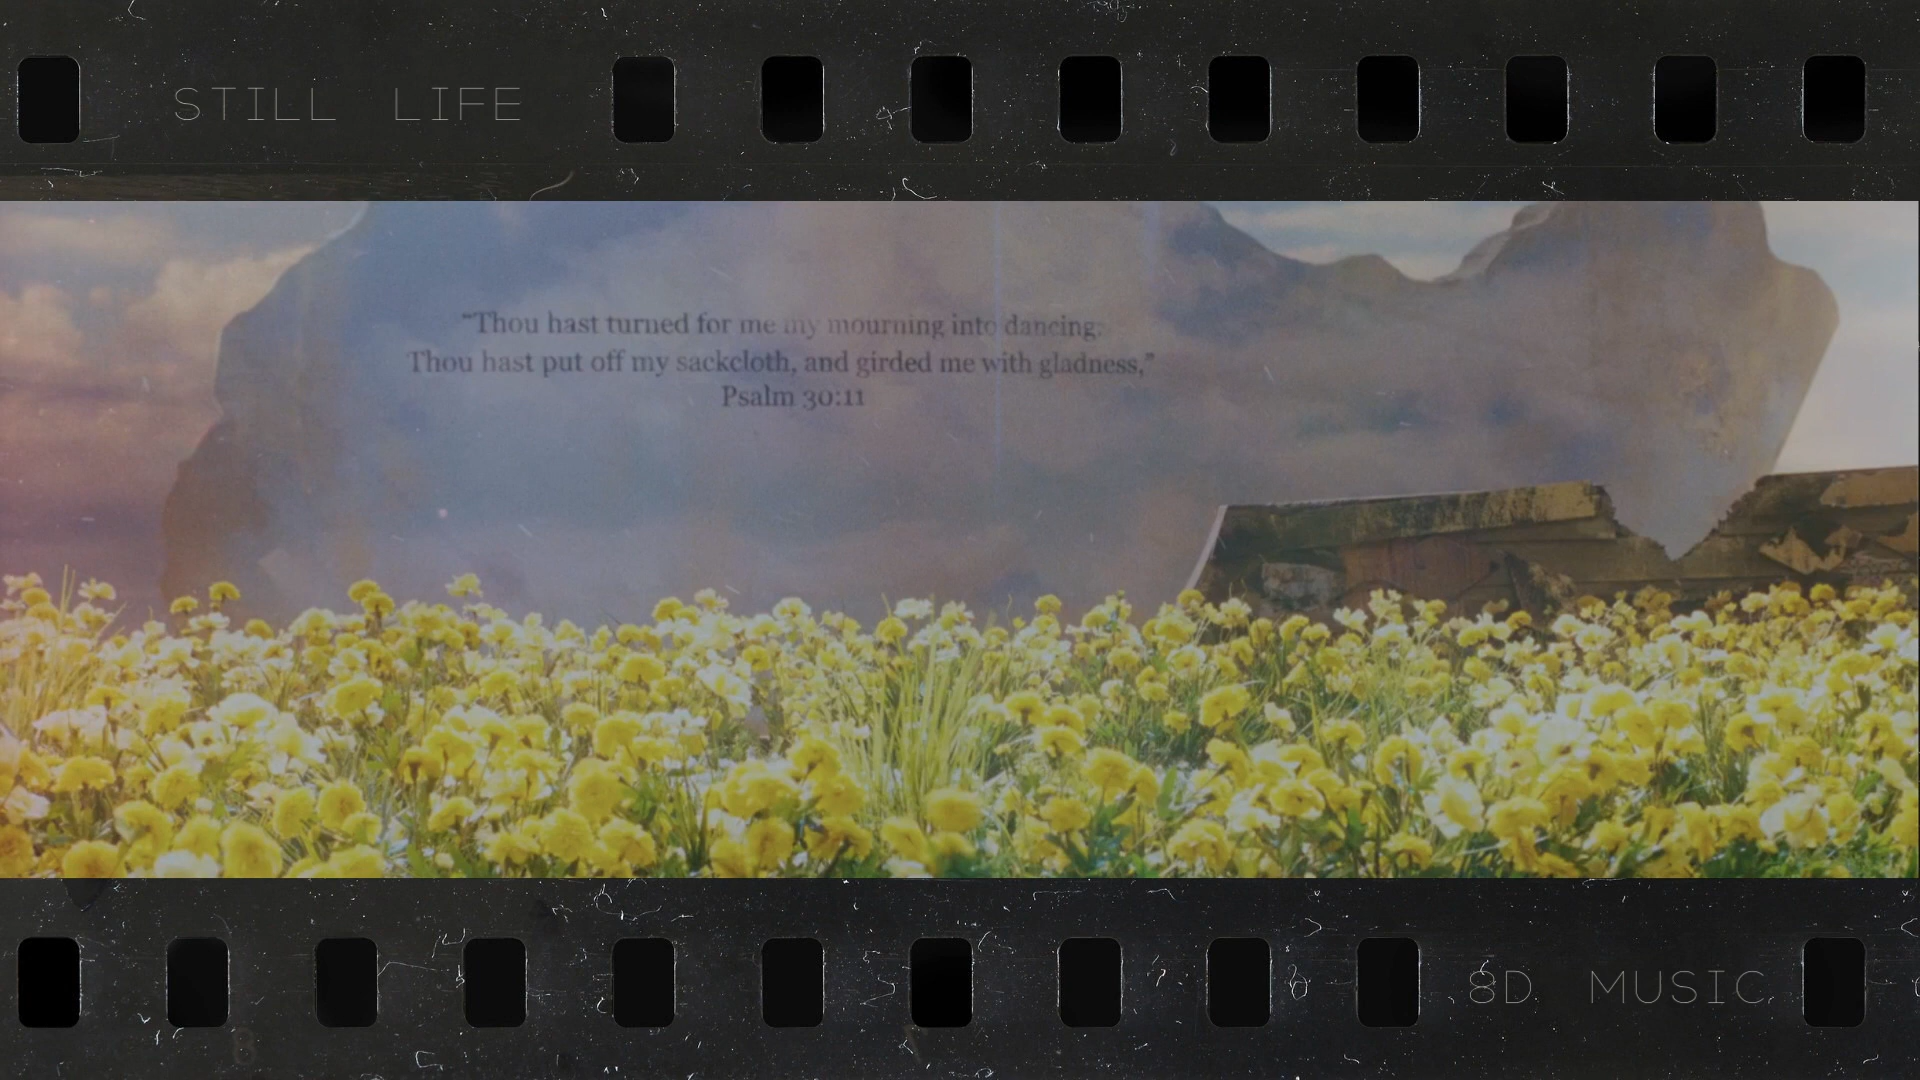 STILL LIFE
“Thou hast turned for me my mourning into dancing:
Thou hast put off my sackcloth, and girded me with gladness,”
Psalm 30:11
8D MUSIC